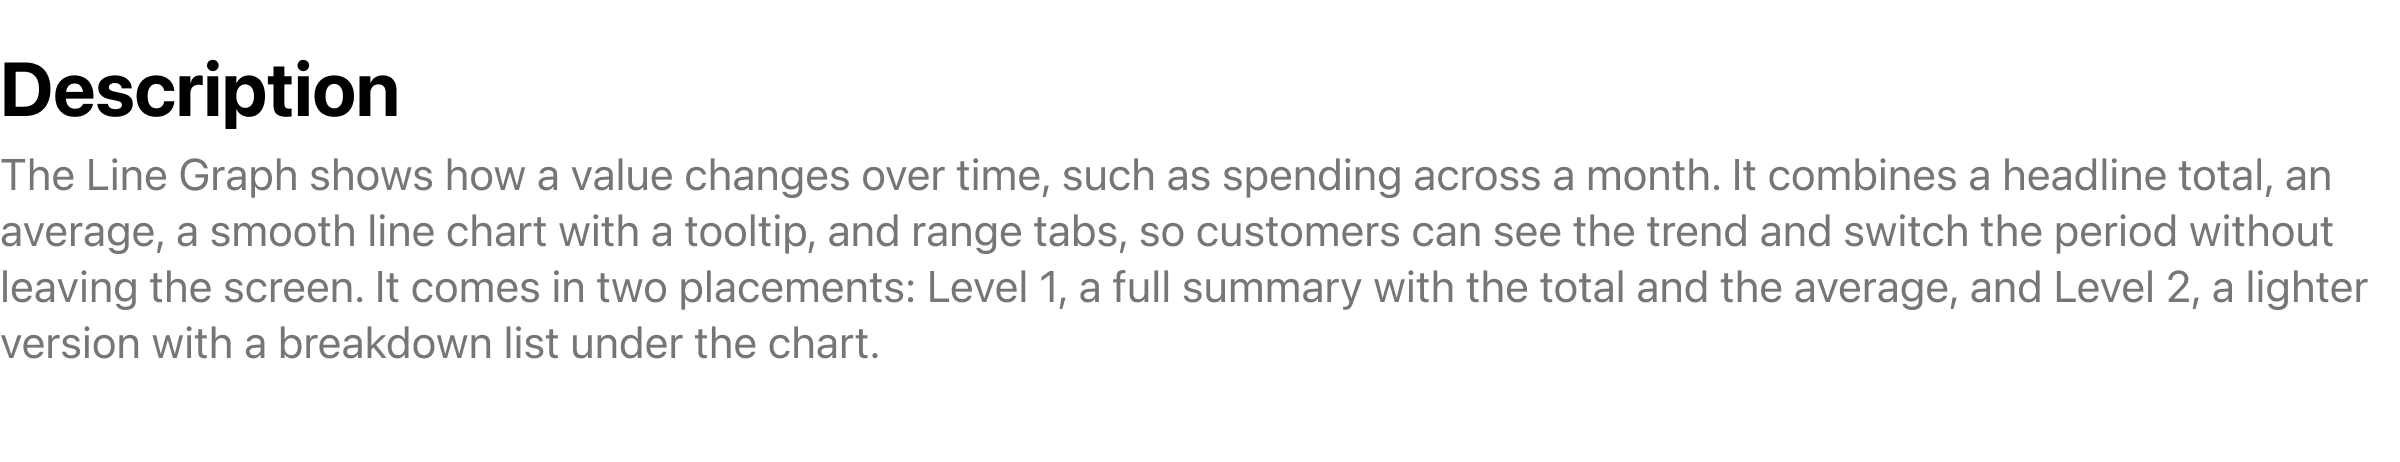 Description
The Line Graph shows how a value changes over time, such as spending across a month. It combines a headline total, an
average, a smooth line chart with a tooltip, and range tabs, so customers can see the trend and switch the period without
leaving the screen. It comes in two placements: Level 1, a full summary with the total and the average, and Level 2, a lighter
version with a breakdown list under the chart.